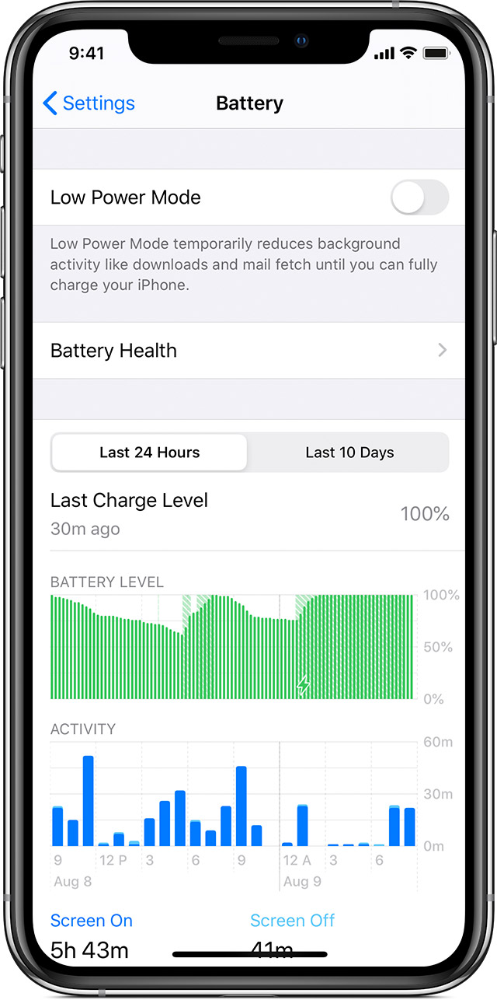 9:41
Settings
Battery
Low Power Mode
Low Power Mode temporarily reduces background
activity like downloads and mail fetch until you can fully
charge your iPhone.
Battery Health
Last 24 Hours Last 10 Days
Last Charge Level
30m ago
100%
BATTERY LEVEL
100%
50%
0%
ACTIVITY
60m
30m
0m
9 12 P 3 6 9 12 A 3 6
Aug 8 Aug 9
Screen On Screen Off
5h 43m 41m